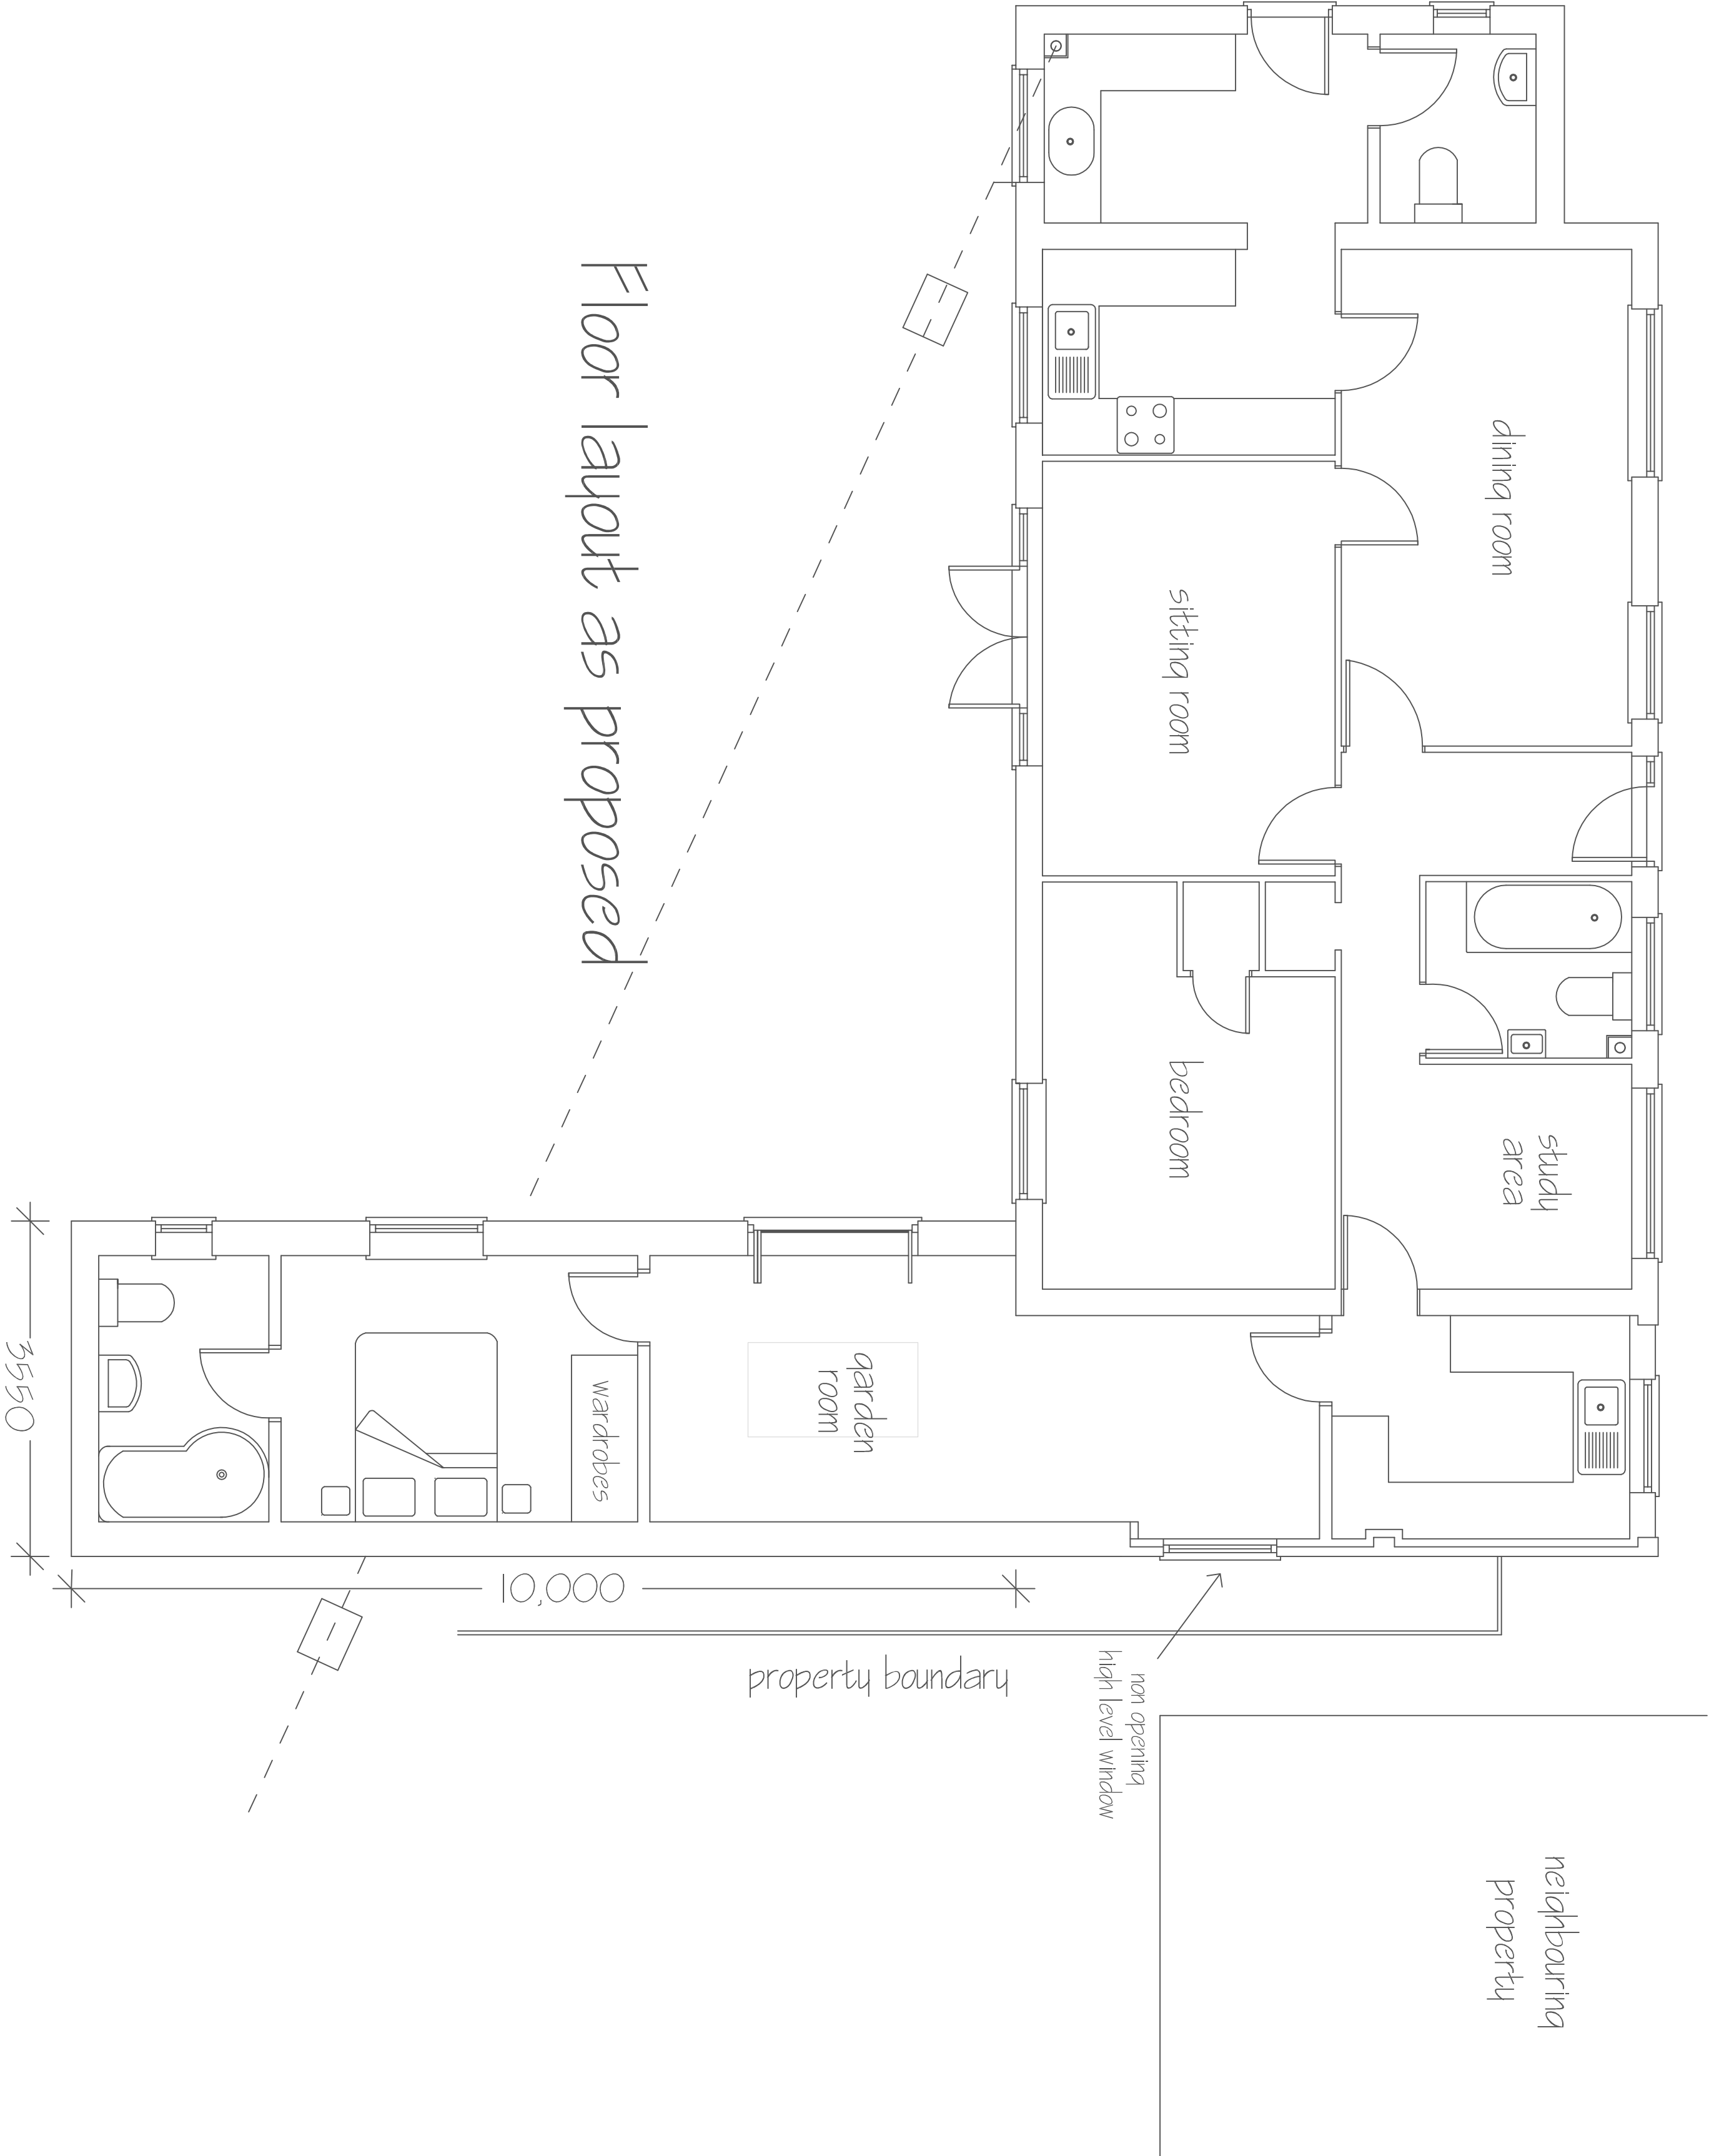 Floor layout as proposed
dining room
sitting room
bedroom
study
area
garden
room
wardrobes
3550
10,000
property boundary
non opening
high level window
neighbouring
property